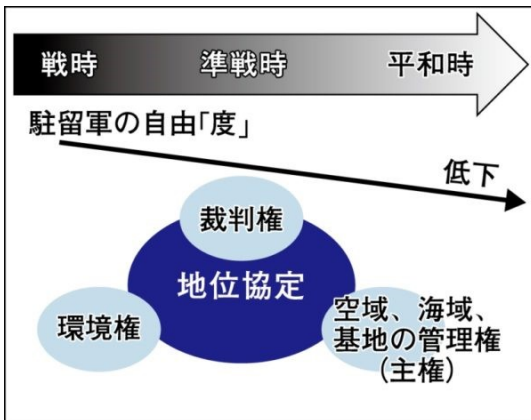 戦時 準戦時 平和時
駐留軍の自由「度」
低下
裁判権
地位協定
環境権
空域、海域、
基地の管理権
(主権)